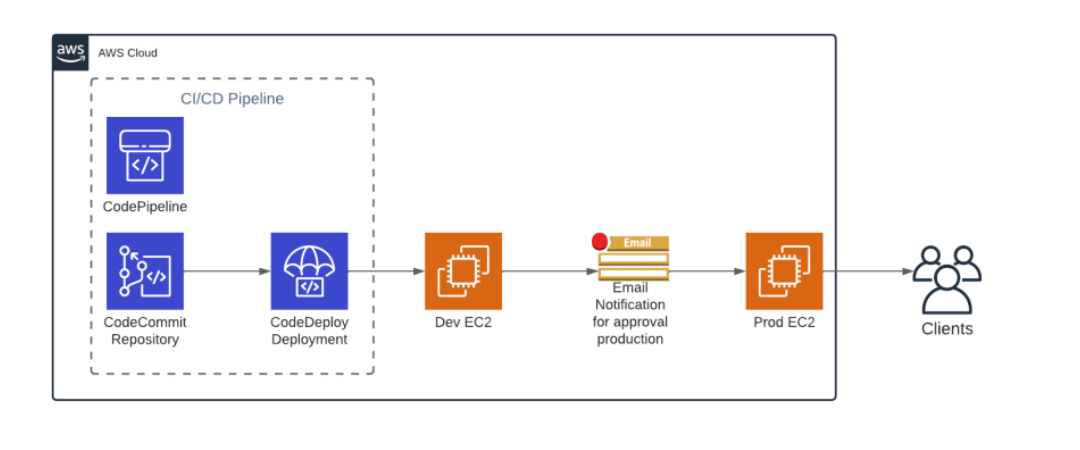 aws
AWS Cloud
CI/CD Pipeline
</>
CodePipeline
</>
CodeCommit
Repository
</>
CodeDeploy
Deployment
Dev EC2
Email
Email
Notification
for approval
production
Prod EC2
Clients